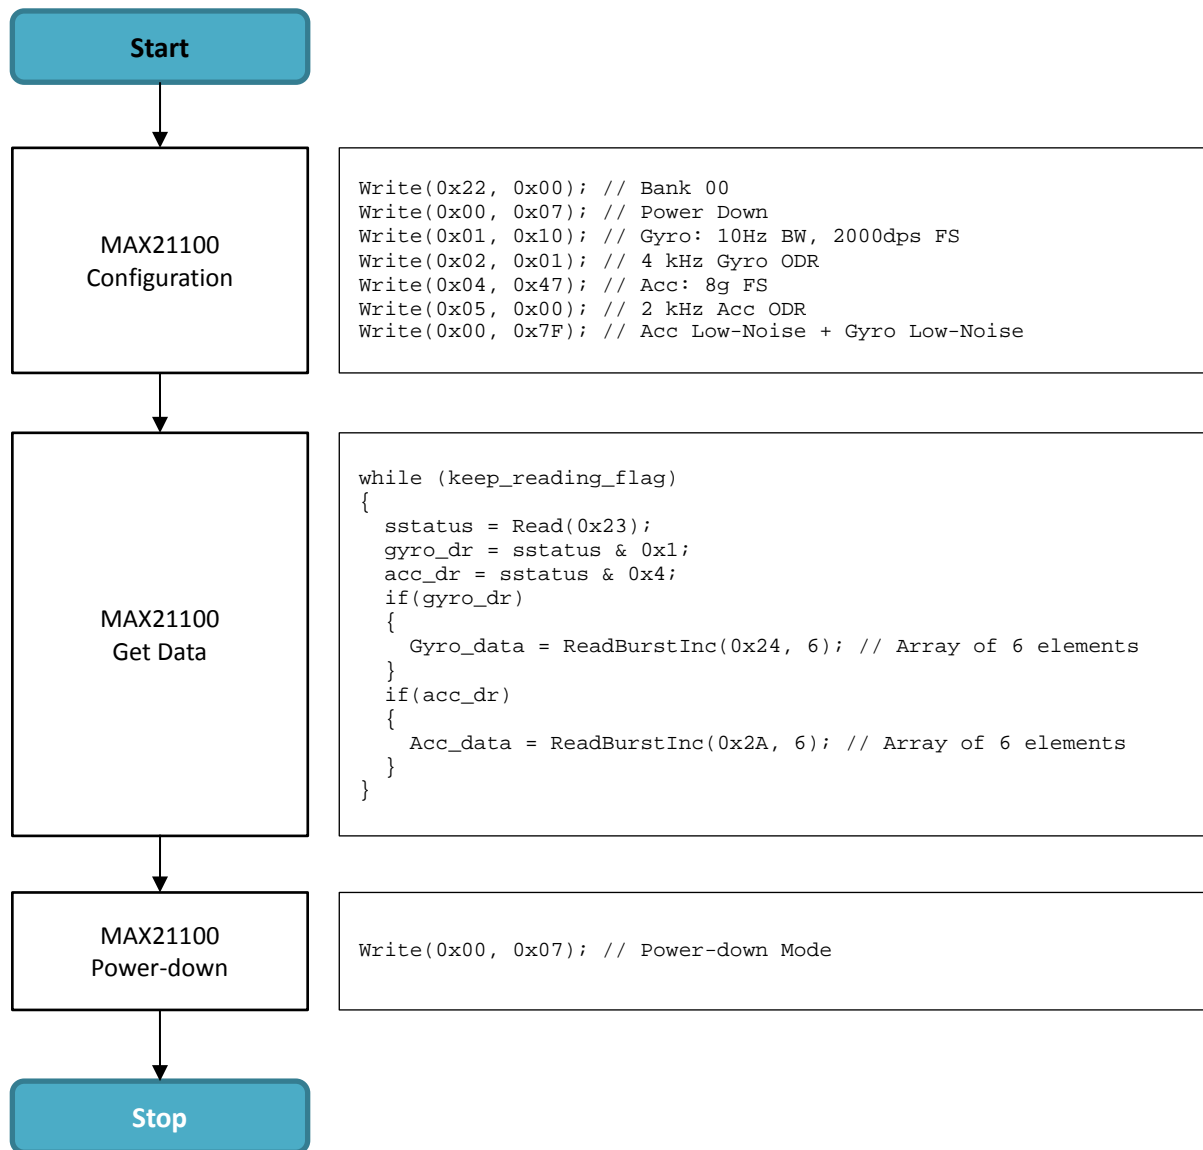 Start
MAX21100
Configuration
Write(0x22, 0x00); // Bank 00
Write(0x00, 0x07); // Power Down
Write(0x01, 0x10); // Gyro: 10Hz BW, 2000dps FS
Write(0x02, 0x01); // 4 kHz Gyro ODR
Write(0x04, 0x47); // Acc: 8g FS
Write(0x05, 0x00); // 2 kHz Acc ODR
Write(0x00, 0x7F); // Acc Low-Noise + Gyro Low-Noise
MAX21100
Get Data
while (keep_reading_flag)
{
  sstatus = Read(0x23);
  gyro_dr = sstatus & 0x1;
  acc_dr = sstatus & 0x4;
  if(gyro_dr)
  {
    Gyro_data = ReadBurstInc(0x24, 6); // Array of 6 elements
  }
  if(acc_dr)
  {
    Acc_data = ReadBurstInc(0x2A, 6); // Array of 6 elements
  }
}
MAX21100
Power-down
Write(0x00, 0x07); // Power-down Mode
Stop